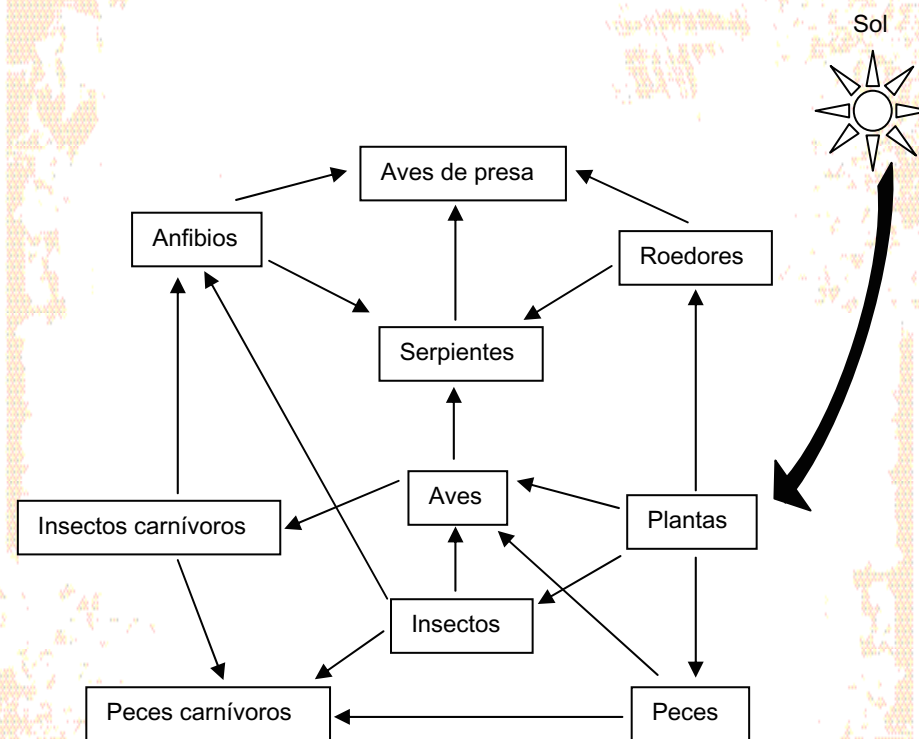 Sol
Aves de presa
Anfibios
Roedores
Serpientes
Aves
Insectos carnívoros
Plantas
Insectos
Peces carnívoros
Peces